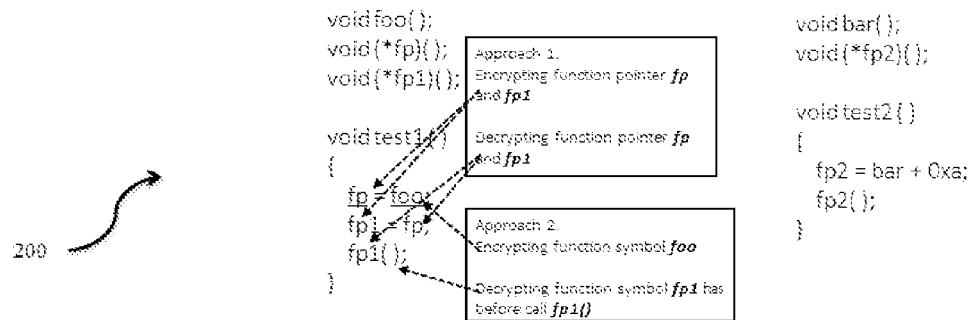 void foo( );
void (*fp)( );
void (*fp1)( );
void test1( )
{
fp = foo;
fp1 = fp;
fp1( );
}
Approach 1.
Encrypting function pointer fp
and fp1
Decrypting function pointer fp
and fp1
Approach 2.
Encrypting function symbol foo
Decrypting function symbol fp1 has
before call fp1()
void bar( );
void (*fp2)( );
void test2( )
{
fp2 = bar + 0xa;
fp2( );
}
200